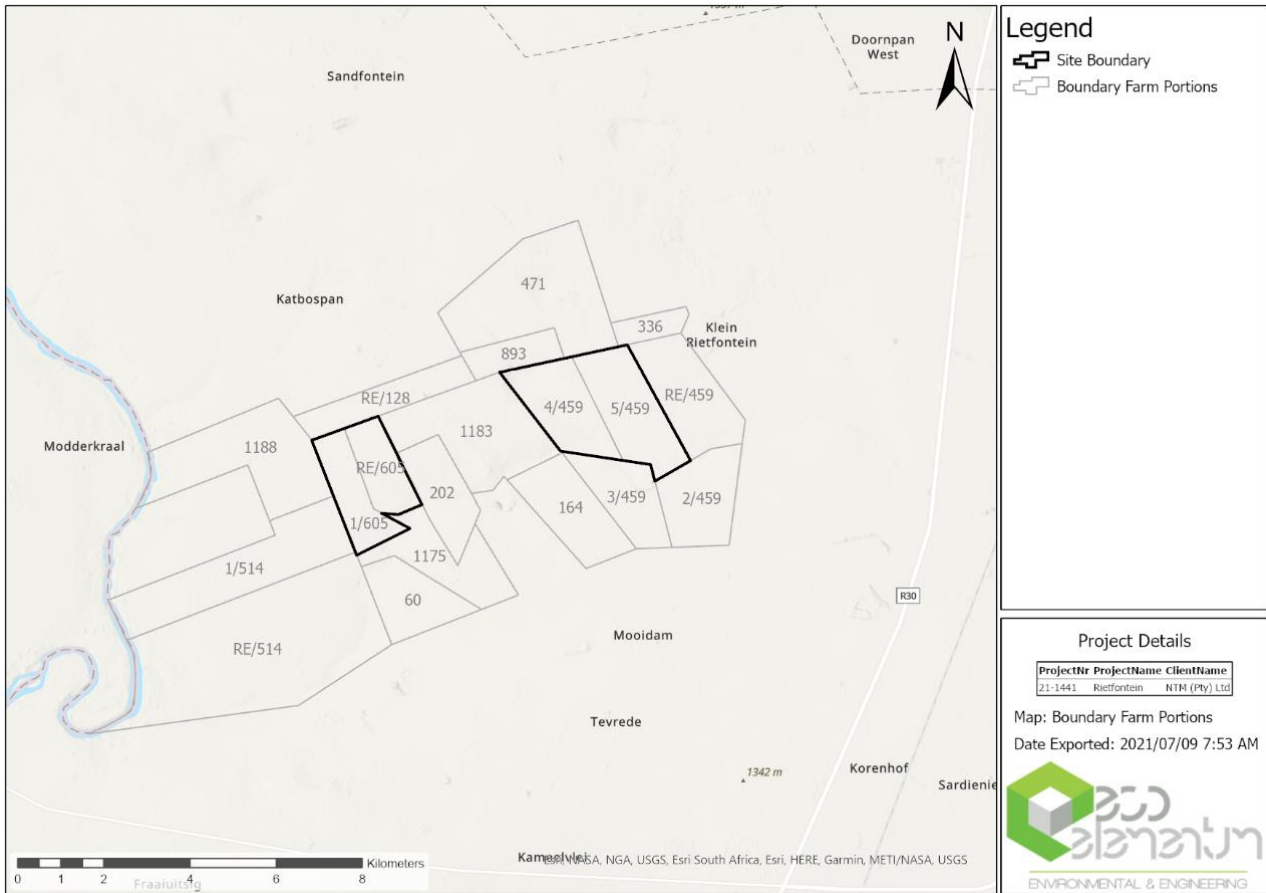 1337 m
Doornpan
West
N
Sandfontein
471
Katbospan
336
Klein
Rietfontein
893
RE/128
4/459
5/459
RE/459
1183
1188
Modderkraal
RE/605
202
164
3/459
2/459
1/605
1175
1/514
60
R30
RE/514
Mooidam
Tevrede
1342 m
Korenhof
Sardienie
Kameelvlei
Esri, NASA, NGA, USGS, Esri South Africa, Esri, HERE, Garmin, METI/NASA, USGS
Kilometers
0 1 2 4 6 8
Fraaiuitsig
Legend
Site Boundary
Boundary Farm Portions
Project Details
ProjectNr ProjectName ClientName
21-1441 Rietfontein NTM (Pty) Ltd
Map: Boundary Farm Portions
Date Exported: 2021/07/09 7:53 AM
eco
elementum
ENVIRONMENTAL & ENGINEERING